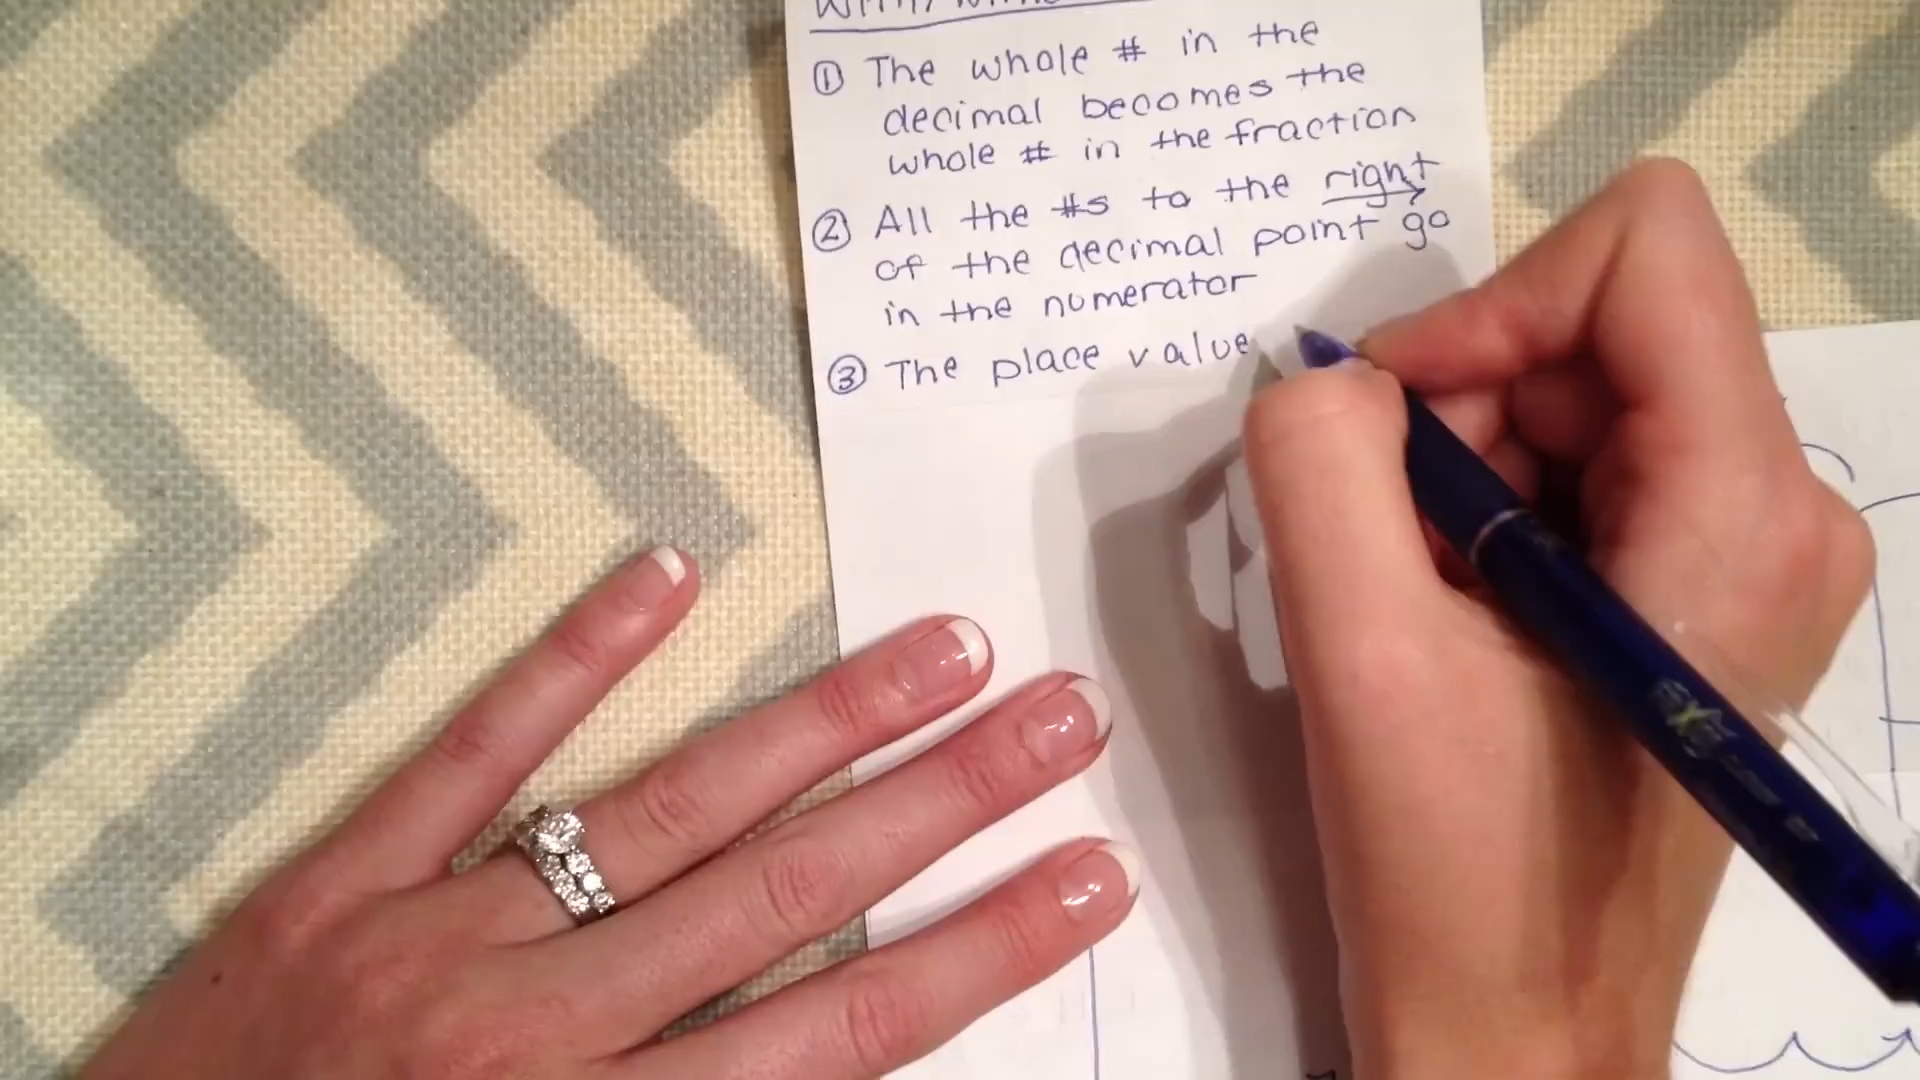 ① The whole # in the
decimal becomes the
whole # in the fraction
② All the #s to the right
of the decimal point go
in the numerator
③ The place value